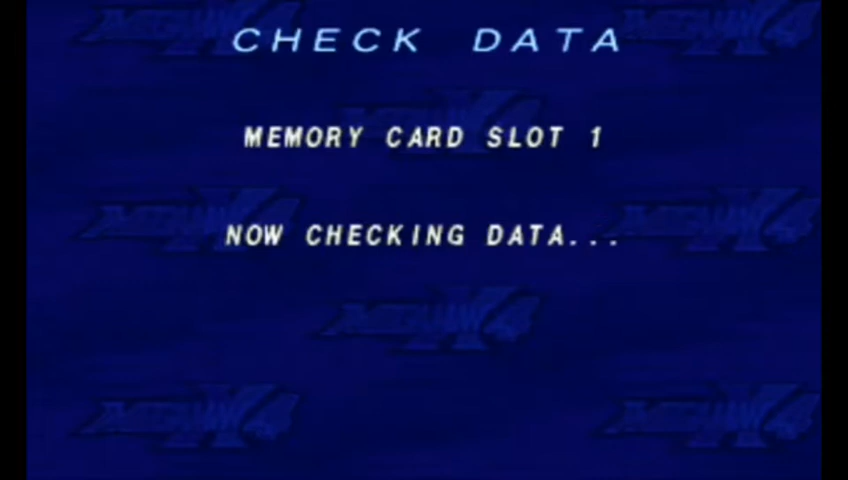 CHECK DATA
MEMORY CARD SLOT 1
NOW CHECKING DATA...